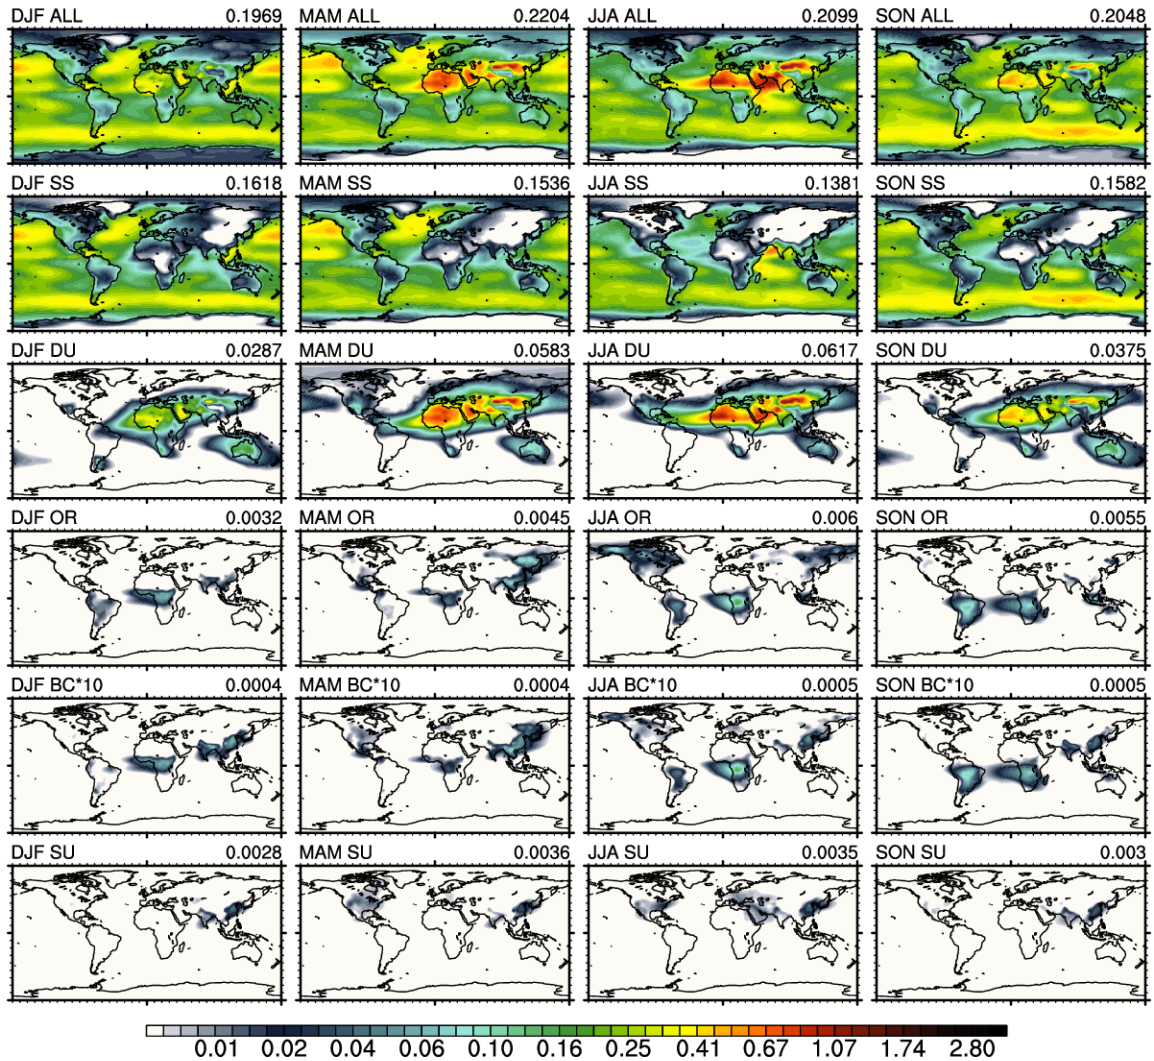 DJF ALL 0.1969 MAM ALL 0.2204 JJA ALL 0.2099 SON ALL 0.2048
DJF SS 0.1618 MAM SS 0.1536 JJA SS 0.1381 SON SS 0.1582
DJF DU 0.0287 MAM DU 0.0583 JJA DU 0.0617 SON DU 0.0375
DJF OR 0.0032 MAM OR 0.0045 JJA OR 0.006 SON OR 0.0055
DJF BC*10 0.0004 MAM BC*10 0.0004 JJA BC*10 0.0005 SON BC*10 0.0005
DJF SU 0.0028 MAM SU 0.0036 JJA SU 0.0035 SON SU 0.003
0.01 0.02 0.04 0.06 0.10 0.16 0.25 0.41 0.67 1.07 1.74 2.80